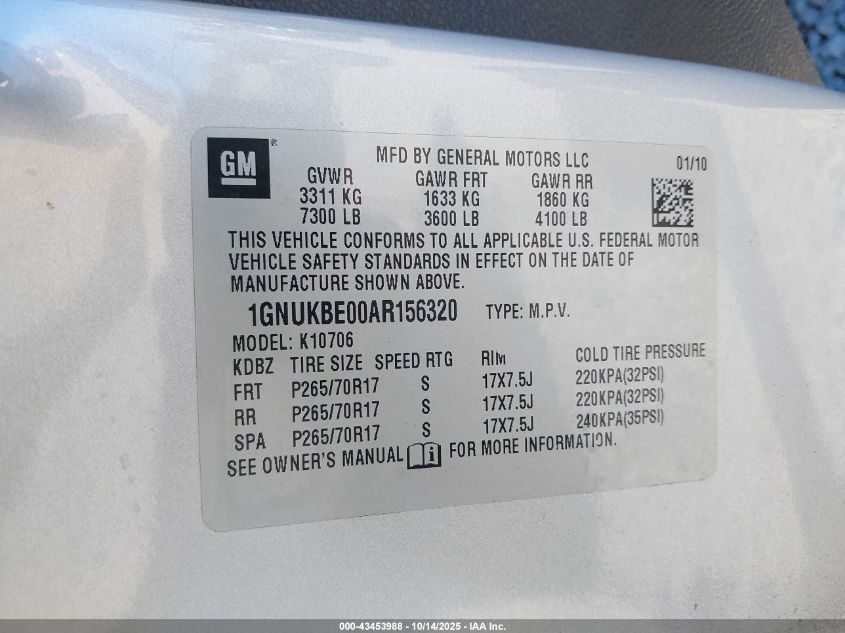 GM®
MFD BY GENERAL MOTORS LLC 01/10
GVWR GAWR FRT GAWR RR
3311 KG 1633 KG 1860 KG
7300 LB 3600 LB 4100 LB
THIS VEHICLE CONFORMS TO ALL APPLICABLE U.S. FEDERAL MOTOR
VEHICLE SAFETY STANDARDS IN EFFECT ON THE DATE OF
MANUFACTURE SHOWN ABOVE.
1GNUKBE00AR156320 TYPE: M.P.V.
MODEL: K10706
KDBZ TIRE SIZE SPEED RTG RIM COLD TIRE PRESSURE
FRT P265/70R17 S 17X7.5J 220KPA(32PSI)
RR P265/70R17 S 17X7.5J 220KPA(32PSI)
SPA P265/70R17 S 17X7.5J 240KPA(35PSI)
SEE OWNER'S MANUAL i FOR MORE INFORMATION.
000-43453988 - 10/14/2025 - IAA Inc.